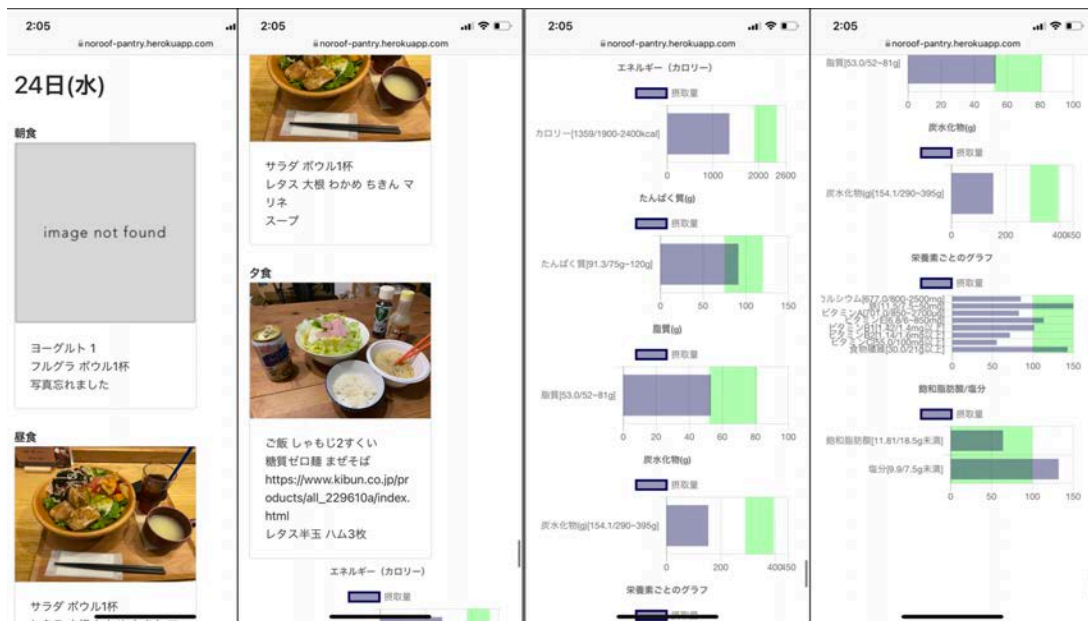 2:05
noroof-pantry.herokuapp.com
24日(水)
朝食
image not found
ヨーグルト 1
フルグラ ボウル1杯
写真忘れました
昼食
サラダ ボウル1杯
2:05
noroof-pantry.herokuapp.com
サラダ ボウル1杯
レタス 大根 わかめ ちきん マ
リネ
スープ
夕食
ご飯 しゃもじ2すくい
糖質ゼロ麺 まぜそば
https://www.kibun.co.jp/pr
oducts/all_229610a/index.
html
レタス半玉 ハム3枚
エネルギー（カロリー）
摂取量
2:05
noroof-pantry.herokuapp.com
エネルギー（カロリー）
摂取量
カロリー[1359/1900-2400kcal]
0 1000 2000 2600
たんぱく質(g)
摂取量
たんぱく質[91.3/75g~120g]
0 50 100 150
脂質(g)
摂取量
脂質[53.0/52~81g]
0 20 40 60 80 100
炭水化物(g)
摂取量
炭水化物(g)[154.1/290~395g]
0 200 400450
栄養素ごとのグラフ
摂取量
2:05
noroof-pantry.herokuapp.com
脂質[53.0/52~81g]
0 20 40 60 80 100
炭水化物(g)
摂取量
炭水化物(g)[154.1/290~395g]
0 200 400450
栄養素ごとのグラフ
摂取量
食物繊維[30.0/21g以上]
0 50 100 150
飽和脂肪酸/塩分
摂取量
飽和脂肪酸[11.81/18.5g未満]
塩分[9.9/7.5g未満]
0 50 100 150